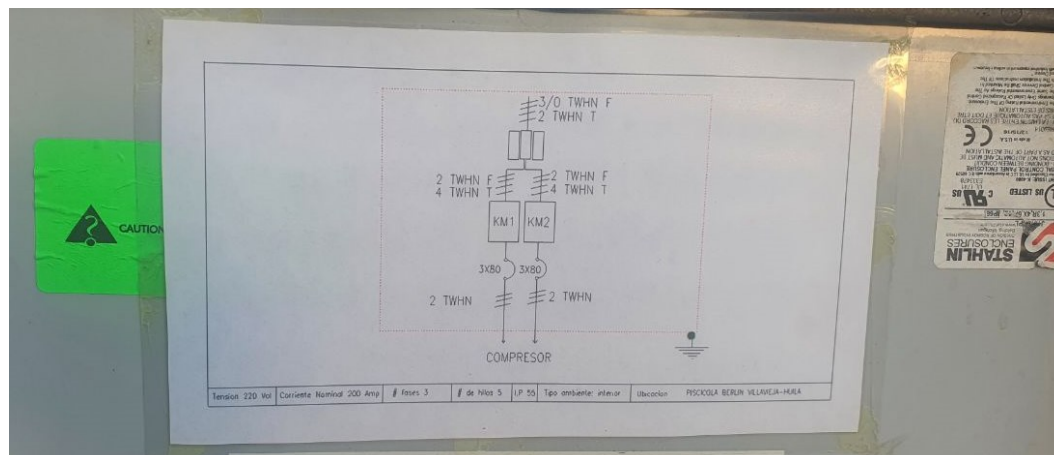 3/0 TWHN F
2 TWHN T
2 TWHN F
4 TWHN T
2 TWHN F
4 TWHN T
KM1
KM2
3X80
3X80
2 TWHN
2 TWHN
COMPRESOR
Tension 220 Vol
Corriente Nominal 200 Amp
# fases 3
# de hilos 5
I.P 55
Tipo ambiente: interior
Ubicacion
PISCICOLA BERLIN VILLAVIEJA-HUILA
CAUTION
STAHLIN
ENCLOSURES
US LISTED
CE